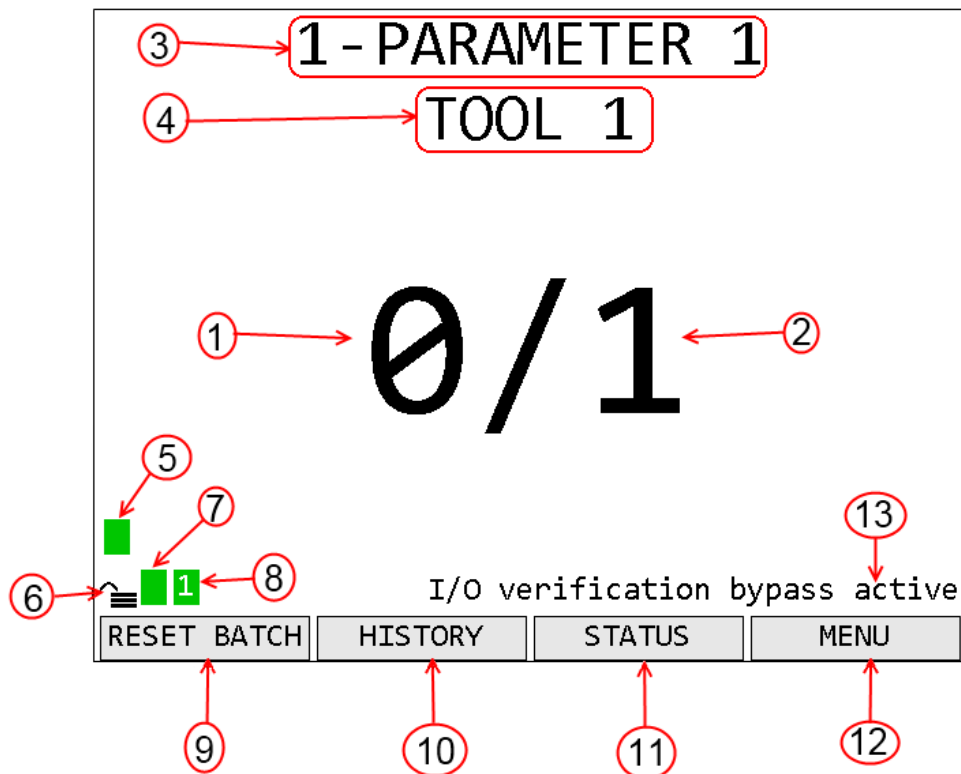 3 1-PARAMETER 1
4 TOOL 1
1 0/1 2
5
7
13
6 1 8 I/O verification bypass active
RESET BATCH HISTORY STATUS MENU
9 10 11 12